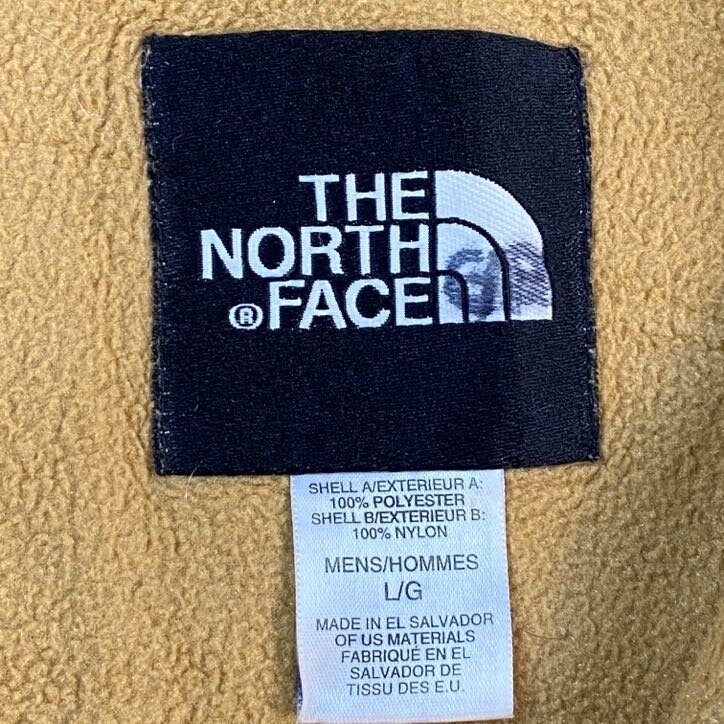 THE
NORTH
® FACE
SHELL A/EXTERIEUR A:
100% POLYESTER
SHELL B/EXTERIEUR B:
100% NYLON
MENS/HOMMES
L/G
MADE IN EL SALVADOR
OF US MATERIALS
FABRIQUÉ EN EL
SALVADOR DE
TISSU DES E.U.